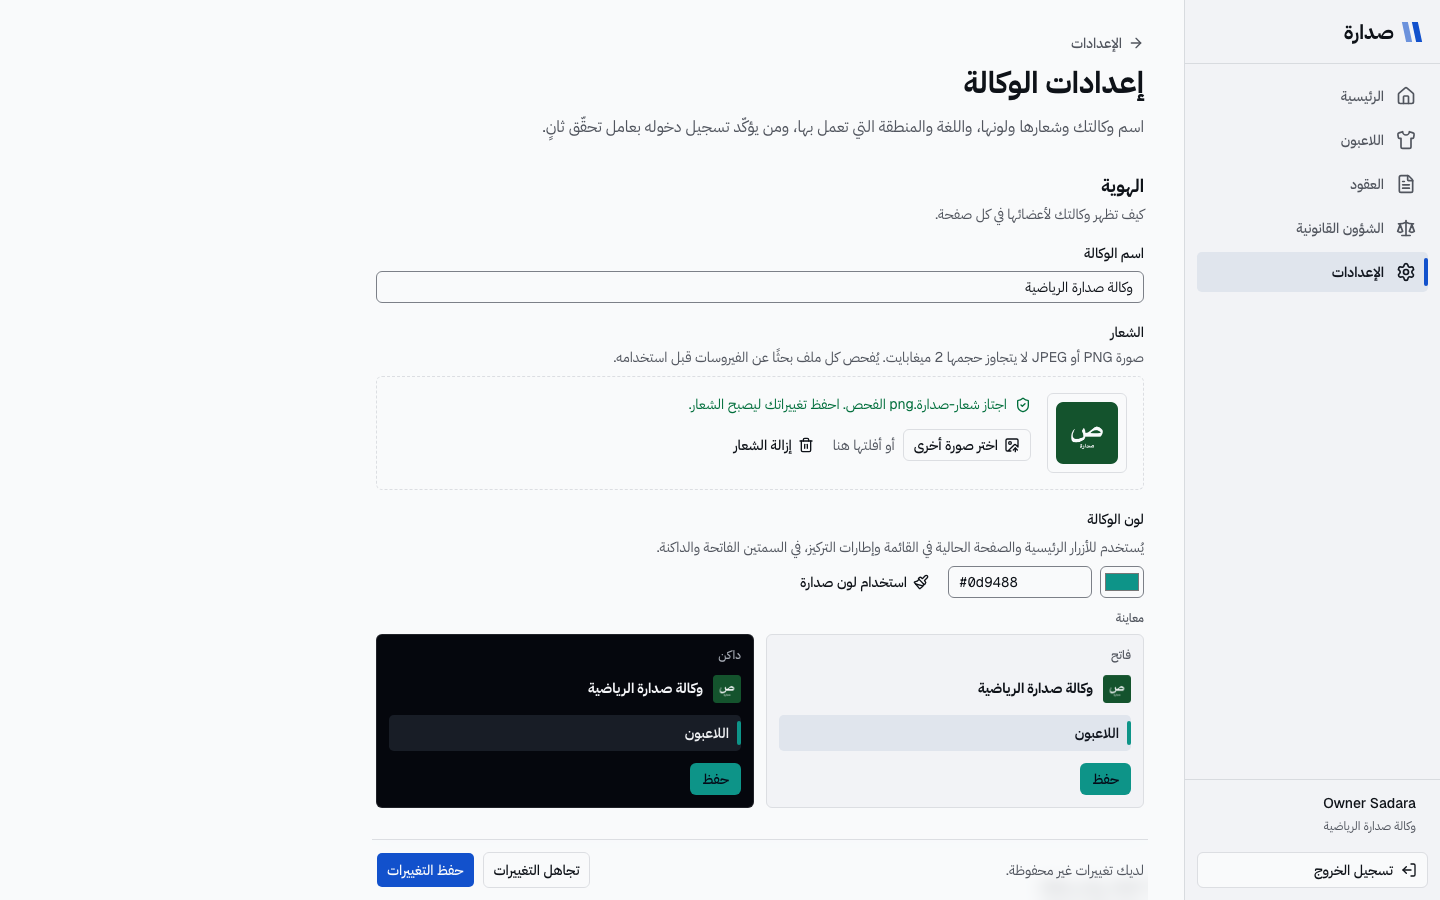 صدارة
الرئيسية
اللاعبون
العقود
الشؤون القانونية
الإعدادات
Owner Sadara
وكالة صدارة الرياضية
تسجيل الخروج
الإعدادات
إعدادات الوكالة
اسم وكالتك وشعارها ولونها، واللغة والمنطقة التي تعمل بها، ومن يؤكّد تسجيل دخوله بعامل تحقّق ثانٍ.
الهوية
كيف تظهر وكالتك لأعضائها في كل صفحة.
اسم الوكالة
وكالة صدارة الرياضية
الشعار
صورة PNG أو JPEG لا يتجاوز حجمها 2 ميغابايت. يُفحص كل ملف بحثًا عن الفيروسات قبل استخدامه.
ص
صدارة
اجتاز شعار-صدارة.png الفحص. احفظ تغييراتك ليصبح الشعار.
اختر صورة أخرى أو أفلتها هنا إزالة الشعار
لون الوكالة
يُستخدم للأزرار الرئيسية والصفحة الحالية في القائمة وإطارات التركيز، في السمتين الفاتحة والداكنة.
#0d9488 استخدام لون صدارة
معاينة
فاتح
ص وكالة صدارة الرياضية
اللاعبون
حفظ
داكن
ص وكالة صدارة الرياضية
اللاعبون
حفظ
لديك تغييرات غير محفوظة.
تجاهل التغييرات
حفظ التغييرات